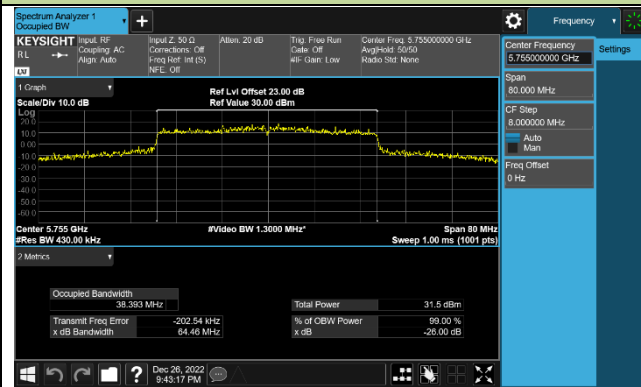 Spectrum Analyzer 1
Occupied BW
Frequency
KEYSIGHT
RL
LXI
Input: RF
Coupling: AC
Align: Auto
Input Z: 50 Ω
Corrections: Off
Freq Ref: Int (S)
NFE: Off
Atten: 20 dB
Trig: Free Run
Gate: Off
#IF Gain: Low
Center Freq: 5.755000000 GHz
Avg|Hold: 50/50
Radio Std: None
Center Frequency
5.755000000 GHz
Settings
Span
80.000 MHz
CF Step
8.000000 MHz
Auto
Man
Freq Offset
0 Hz
1 Graph
Scale/Div 10.0 dB
Ref Lvl Offset 23.00 dB
Ref Value 30.00 dBm
Log
20.0
10.0
0.00
-10.0
-20.0
-30.0
-40.0
-50.0
-60.0
Center 5.755 GHz
#Res BW 430.00 kHz
#Video BW 1.3000 MHz*
Span 80 MHz
Sweep 1.00 ms (1001 pts)
2 Metrics
Occupied Bandwidth
38.393 MHz
Total Power 31.5 dBm
Transmit Freq Error -202.54 kHz
% of OBW Power 99.00 %
x dB Bandwidth 64.46 MHz
x dB -26.00 dB
?
Dec 26, 2022
9:43:17 PM